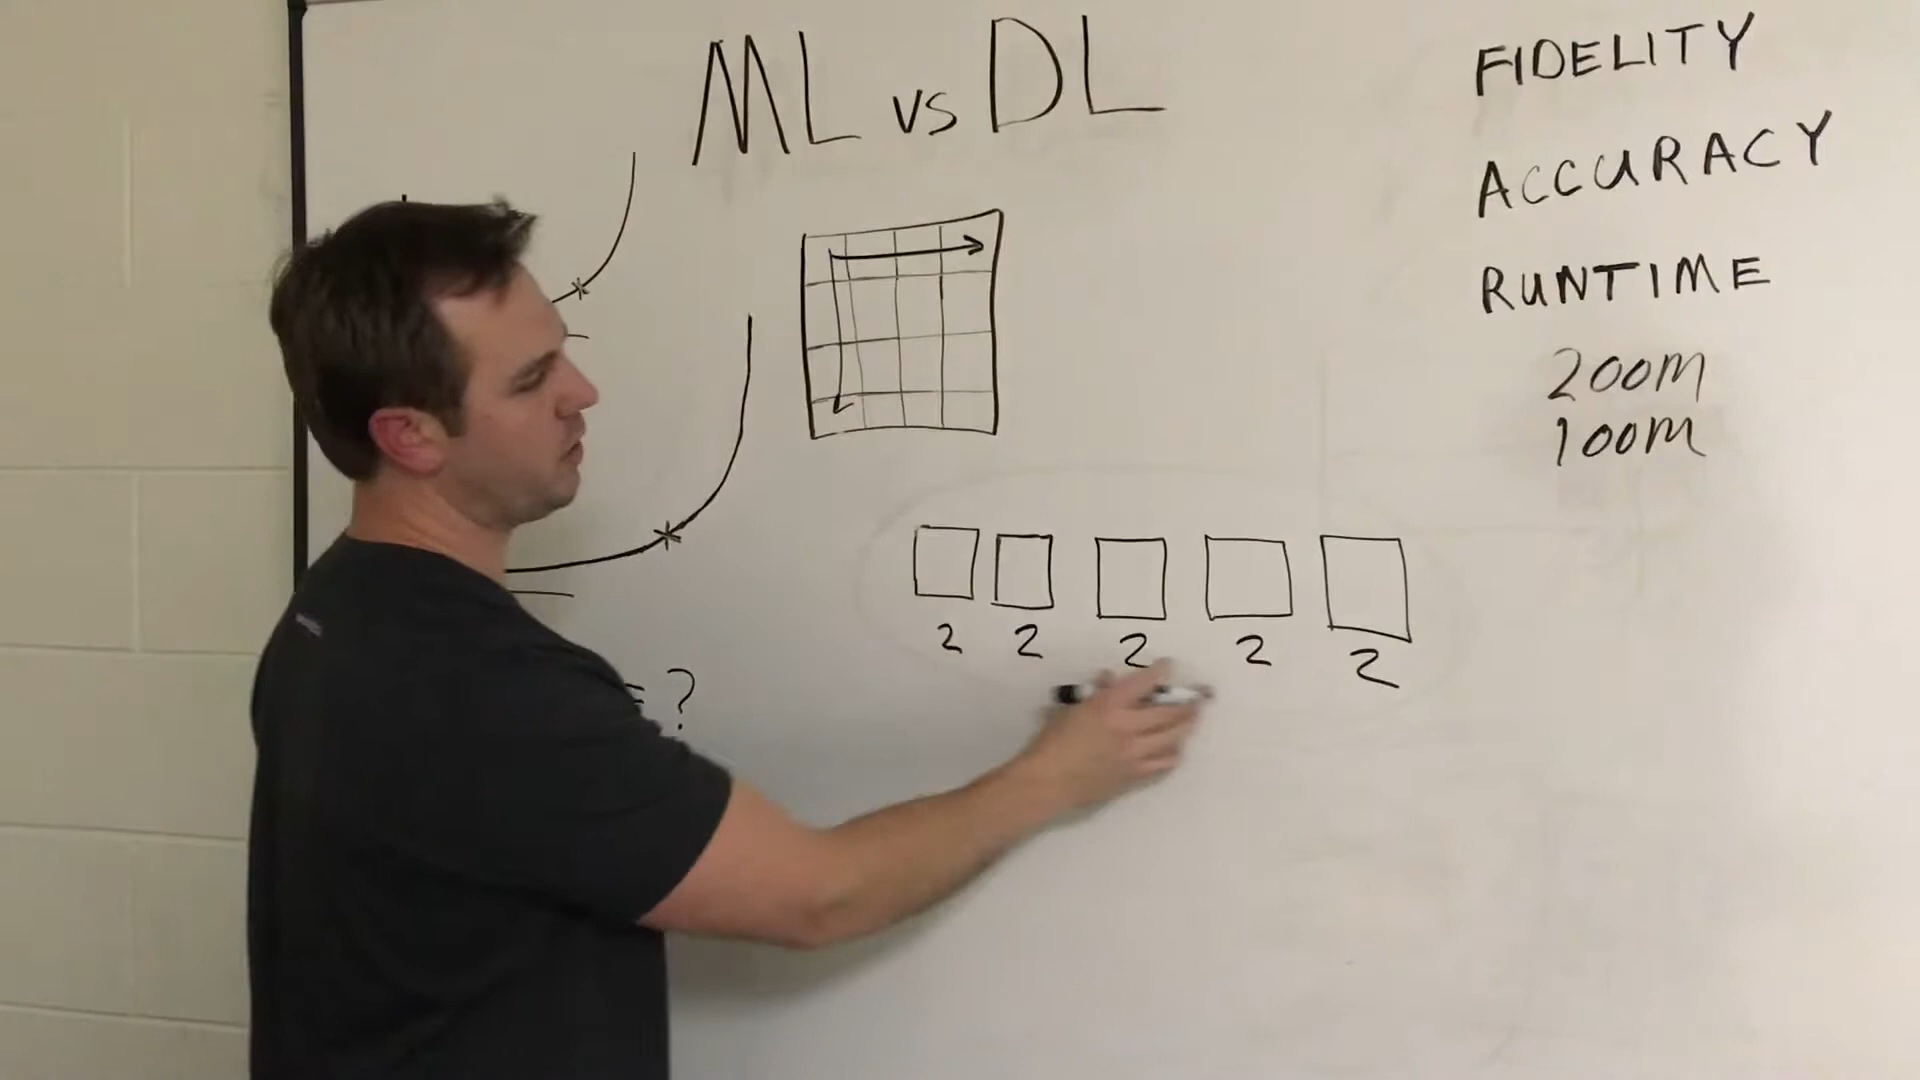 ML vs DL
FIDELITY
ACCURACY
RUNTIME
200m
100m
2 2 2 2 2
= ?